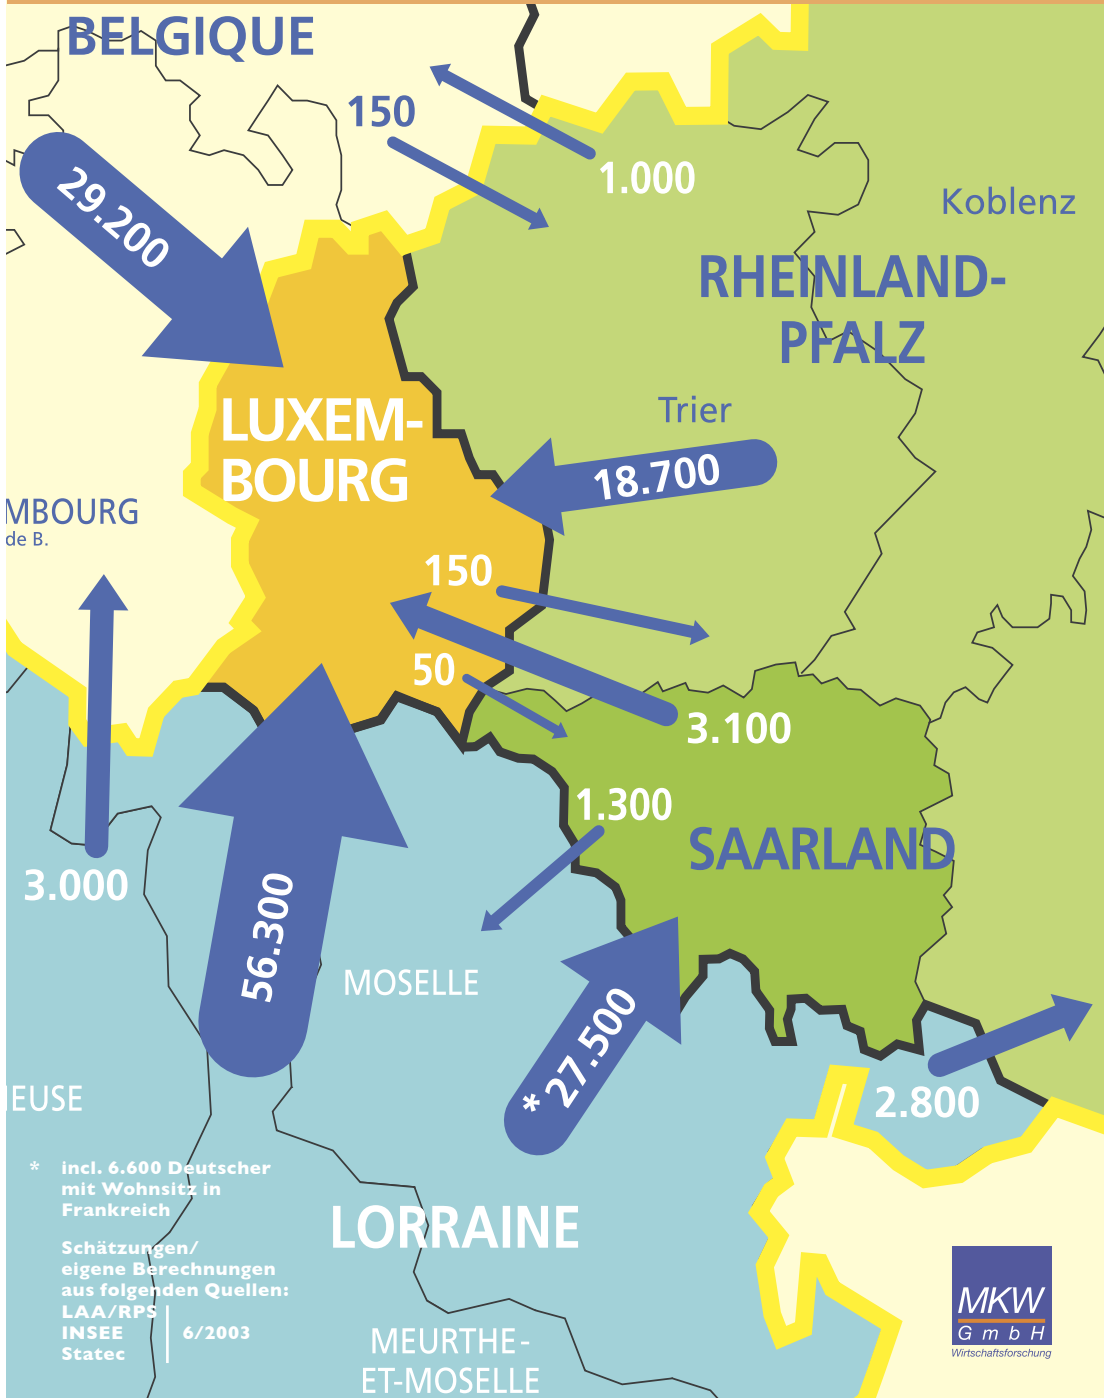 BELGIQUE
150
1.000
29.200
Koblenz
RHEINLAND-
PFALZ
Trier
LUXEM-
BOURG
18.700
MBOURG
de B.
150
50
3.100
1.300
SAARLAND
3.000
56.300
MOSELLE
* 27.500
2.800
EUSE
* incl. 6.600 Deutscher
mit Wohnsitz in
Frankreich
LORRAINE
Schätzungen/
eigene Berechnungen
aus folgenden Quellen:
LAA/RPS
INSEE 6/2003
Statec
MEURTHE-
ET-MOSELLE
MKW
GmbH
Wirtschaftsforschung